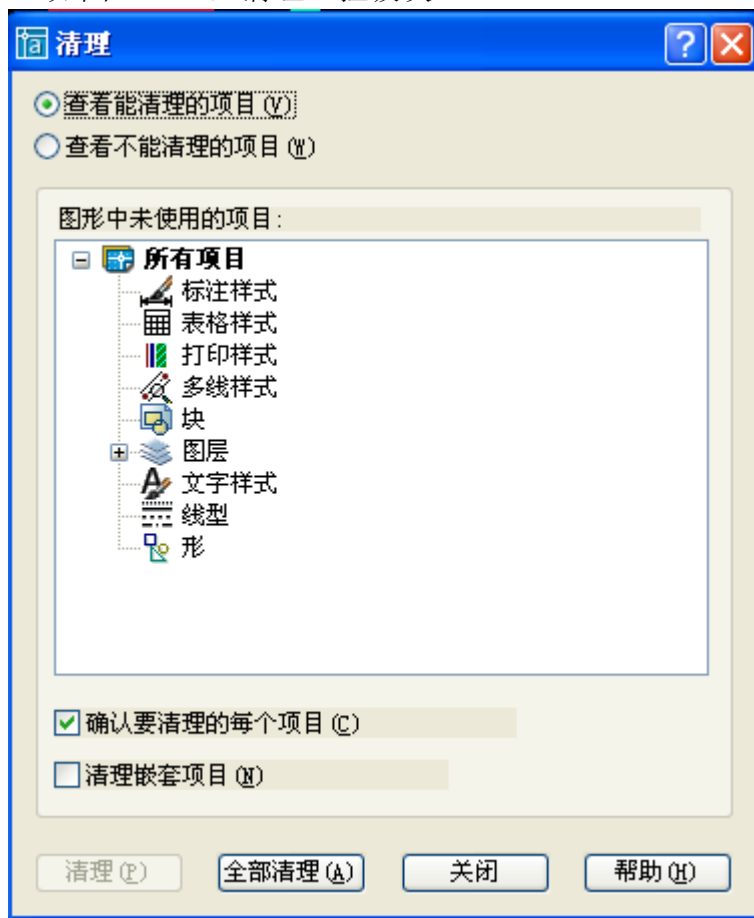 清理
查看能清理的项目(V)
查看不能清理的项目(W)
图形中未使用的项目:
所有项目
标注样式
表格样式
打印样式
多线样式
块
图层
文字样式
线型
形
确认要清理的每个项目(C)
清理嵌套项目(N)
清理(P) 全部清理(A) 关闭 帮助(H)